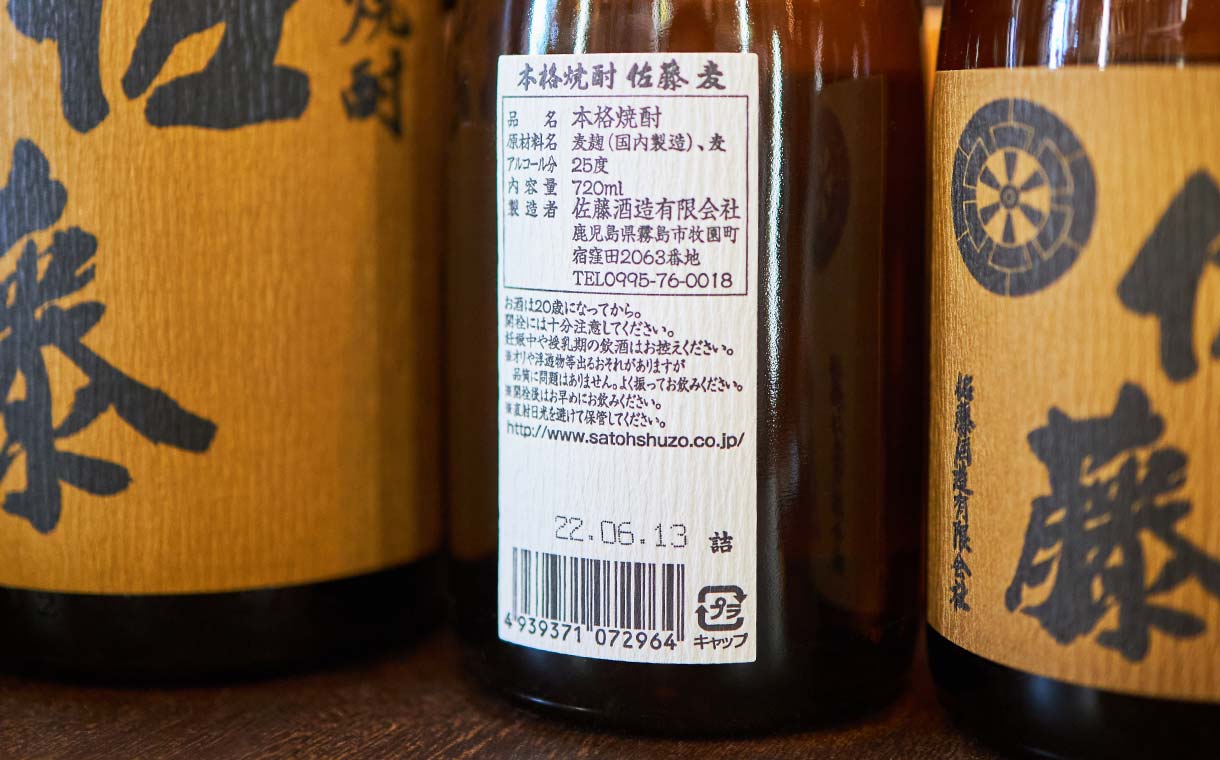 焼酎
佐
藤
本格焼酎 佐藤 麦
品名 本格焼酎
原材料名 麦麹(国内製造)、麦
アルコール分 25度
内容量 720ml
製造者 佐藤酒造有限会社
鹿児島県霧島市牧園町
宿窪田2063番地
TEL0995-76-0018
お酒は20歳になってから。
開栓には十分注意してください。
妊娠中や授乳期の飲酒はお控えください。
※オリや浮遊物等出るおそれがありますが
品質に問題はありません。よく振ってお飲みください。
※開栓後はお早めにお飲みください。
※直射日光を避けて保管してください。
http://www.satohshuzo.co.jp/
22.06.13 詰
4 939371 072964
プラ
キャップ
佐
藤
佐藤酒造有限会社